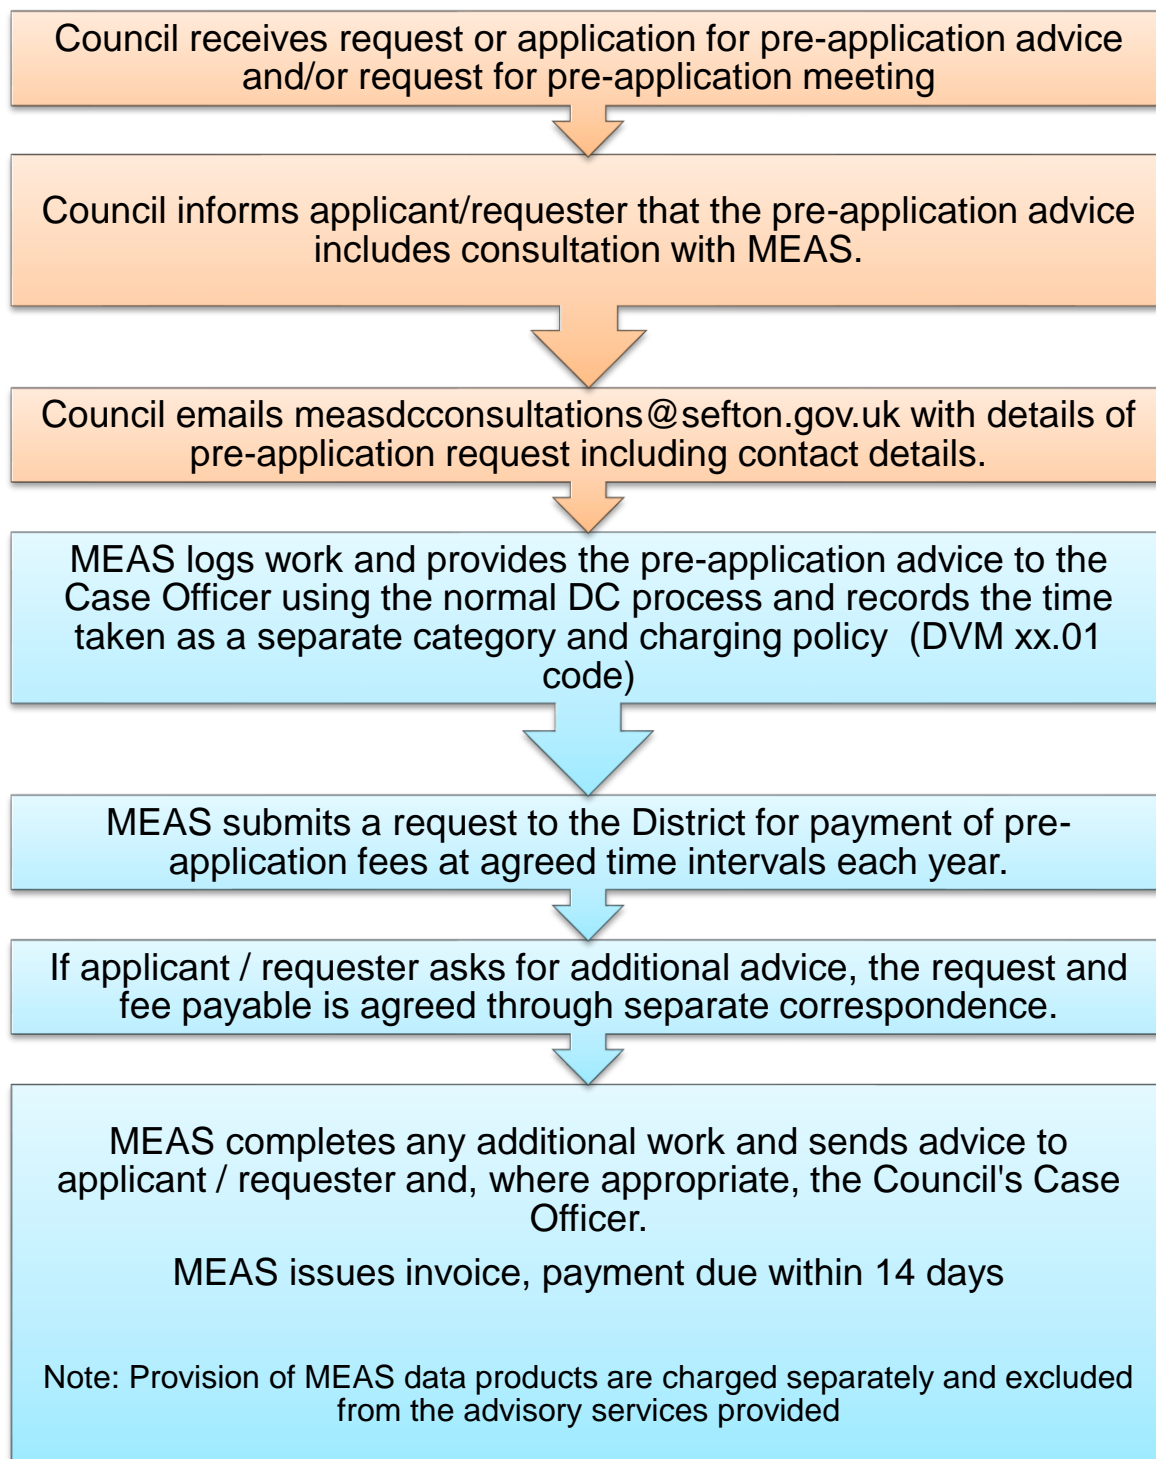 Council receives request or application for pre-application advice
and/or request for pre-application meeting
Council informs applicant/requester that the pre-application advice
includes consultation with MEAS.
Council emails measdcconsultations@sefton.gov.uk with details of
pre-application request including contact details.
MEAS logs work and provides the pre-application advice to the
Case Officer using the normal DC process and records the time
taken as a separate category and charging policy  (DVM xx.01
code)
MEAS submits a request to the District for payment of pre-
application fees at agreed time intervals each year.
If applicant / requester asks for additional advice, the request and
fee payable is agreed through separate correspondence.
MEAS completes any additional work and sends advice to
applicant / requester and, where appropriate, the Council's Case
Officer.
MEAS issues invoice, payment due within 14 days
Note: Provision of MEAS data products are charged separately and excluded
from the advisory services provided